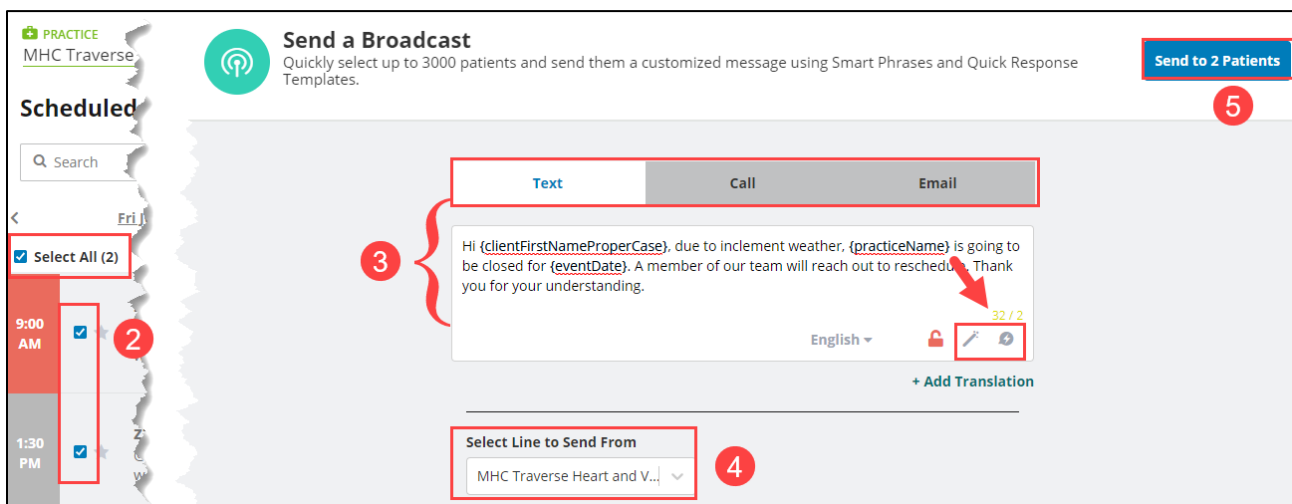 PRACTICE
MHC Traverse
Scheduled
Search
Fri J
Select All (2)
9:00
AM
2
1:30
PM
Send a Broadcast
Quickly select up to 3000 patients and send them a customized message using Smart Phrases and Quick Response
Templates.
Send to 2 Patients
5
Text Call Email
3
Hi {clientFirstNameProperCase}, due to inclement weather, {practiceName} is going to
be closed for {eventDate}. A member of our team will reach out to reschedule. Thank
you for your understanding.
32 / 2
English
+ Add Translation
Select Line to Send From
MHC Traverse Heart and V...
4